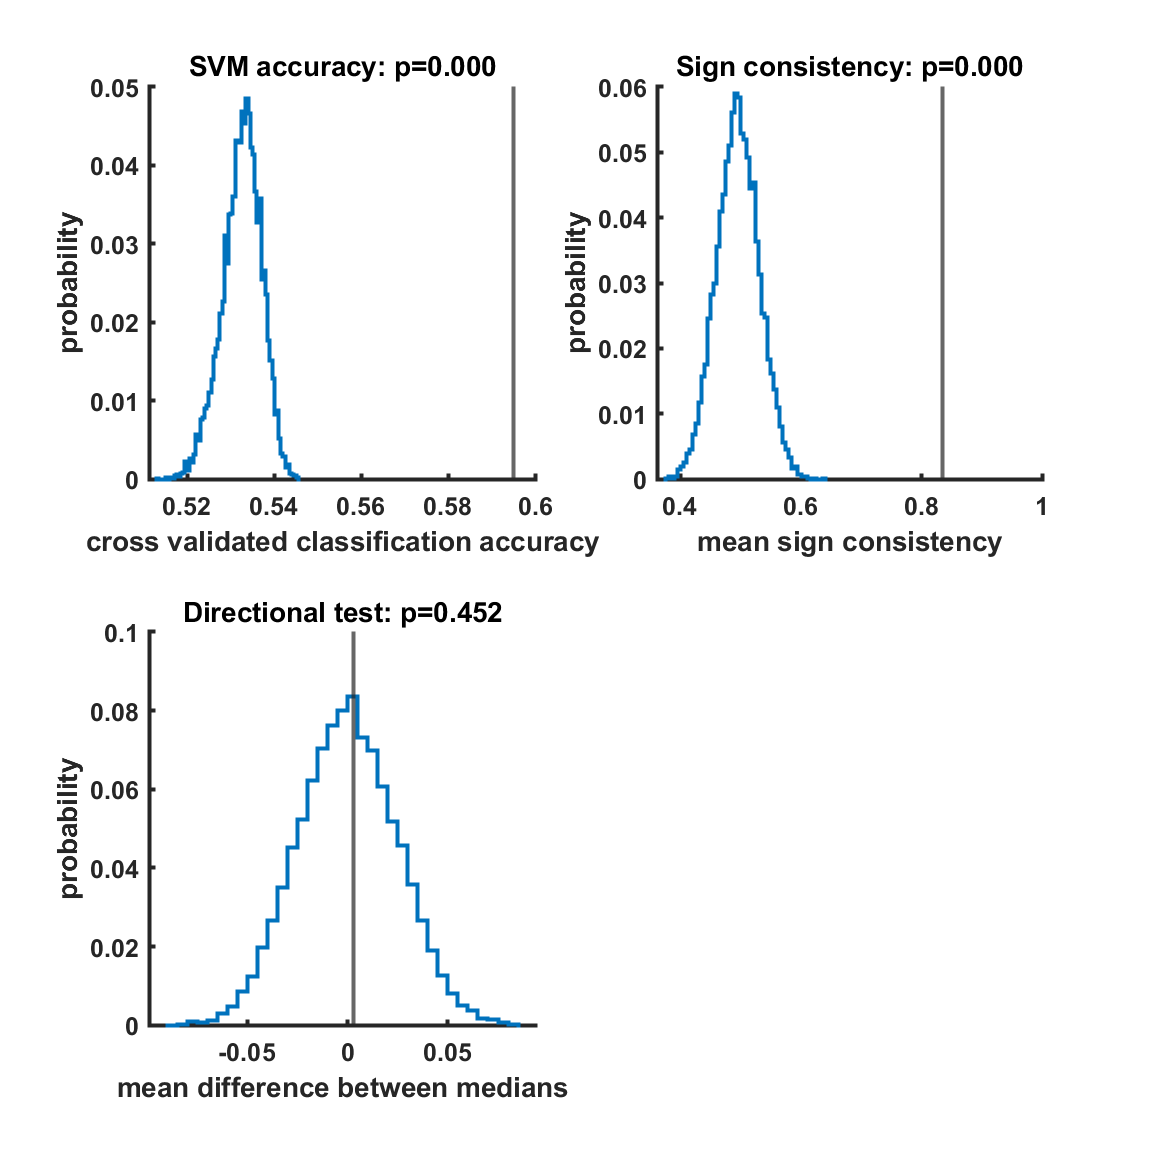 SVM accuracy: p=0.000
0.05
0.04
0.03
0.02
0.01
0
probability
0.52 0.54 0.56 0.58 0.6
cross validated classification accuracy
Sign consistency: p=0.000
0.06
0.05
0.04
0.03
0.02
0.01
0
probability
0.4 0.6 0.8 1
mean sign consistency
Directional test: p=0.452
0.1
0.08
0.06
0.04
0.02
0
probability
-0.05 0 0.05
mean difference between medians